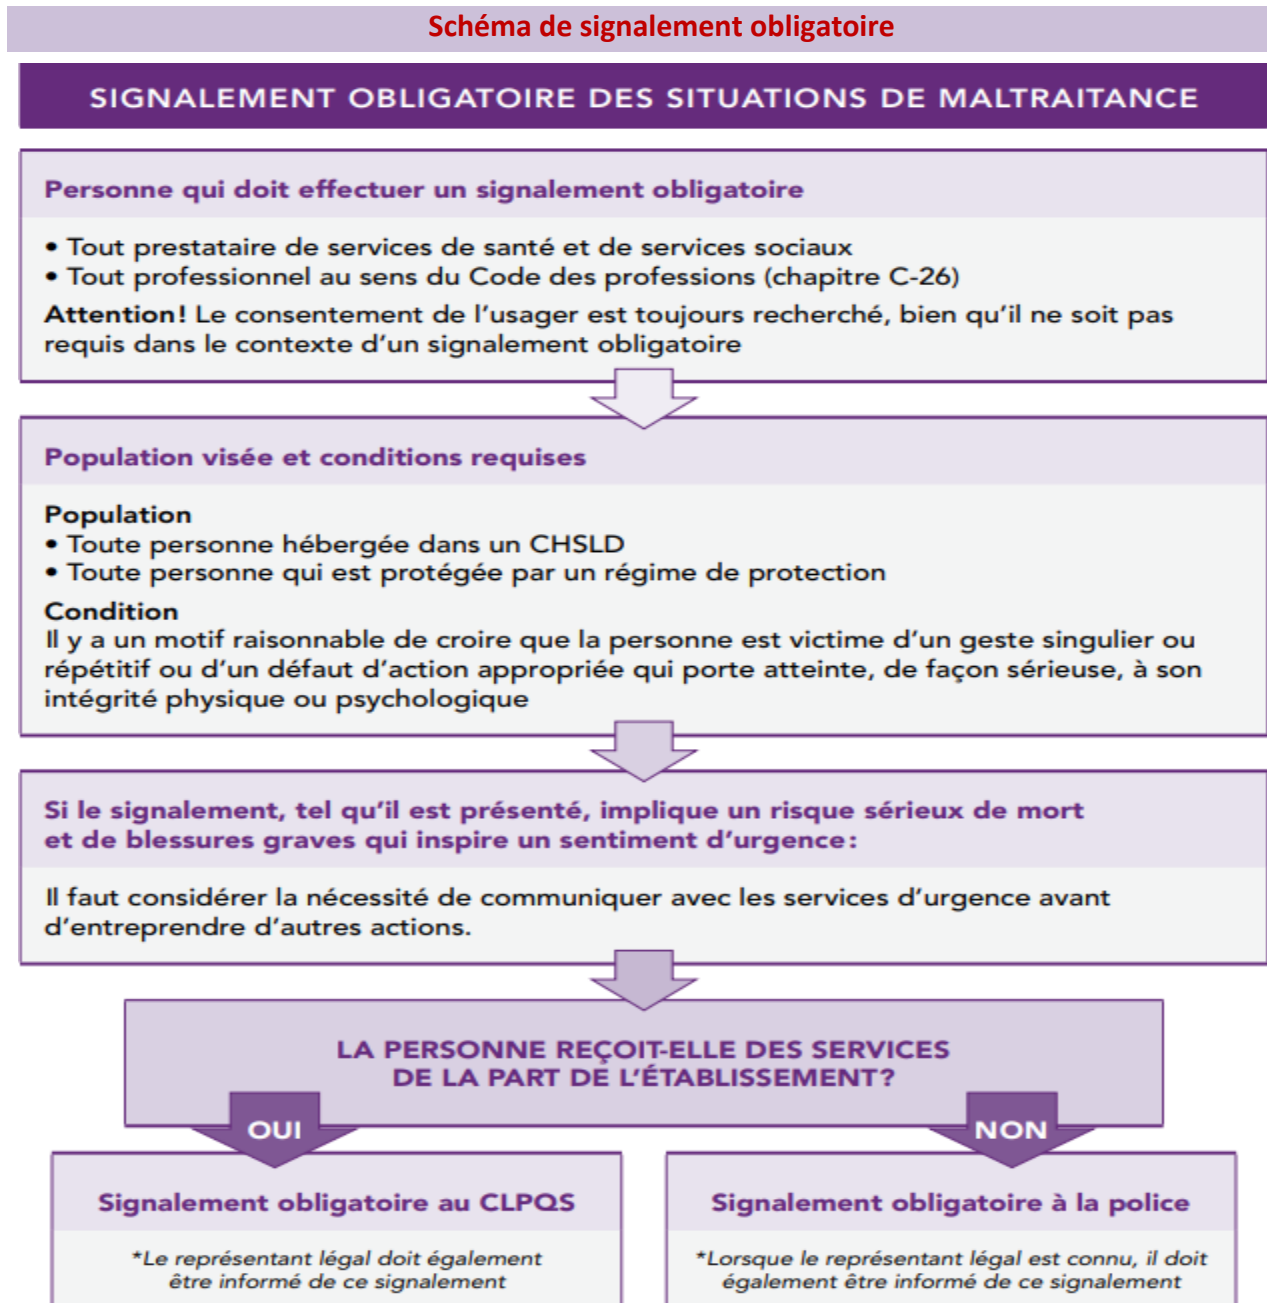 Schéma de signalement obligatoire
SIGNALEMENT OBLIGATOIRE DES SITUATIONS DE MALTRAITANCE
Personne qui doit effectuer un signalement obligatoire
• Tout prestataire de services de santé et de services sociaux
• Tout professionnel au sens du Code des professions (chapitre C-26)
Attention! Le consentement de l'usager est toujours recherché, bien qu'il ne soit pas
requis dans le contexte d'un signalement obligatoire
Population visée et conditions requises
Population
• Toute personne hébergée dans un CHSLD
• Toute personne qui est protégée par un régime de protection
Condition
Il y a un motif raisonnable de croire que la personne est victime d'un geste singulier ou
répétitif ou d'un défaut d'action appropriée qui porte atteinte, de façon sérieuse, à son
intégrité physique ou psychologique
Si le signalement, tel qu'il est présenté, implique un risque sérieux de mort
et de blessures graves qui inspire un sentiment d'urgence:
Il faut considérer la nécessité de communiquer avec les services d'urgence avant
d'entreprendre d'autres actions.
LA PERSONNE REÇOIT-ELLE DES SERVICES
DE LA PART DE L'ÉTABLISSEMENT?
OUI
NON
Signalement obligatoire au CLPQS
*Le représentant légal doit également
être informé de ce signalement
Signalement obligatoire à la police
*Lorsque le représentant légal est connu, il doit
également être informé de ce signalement